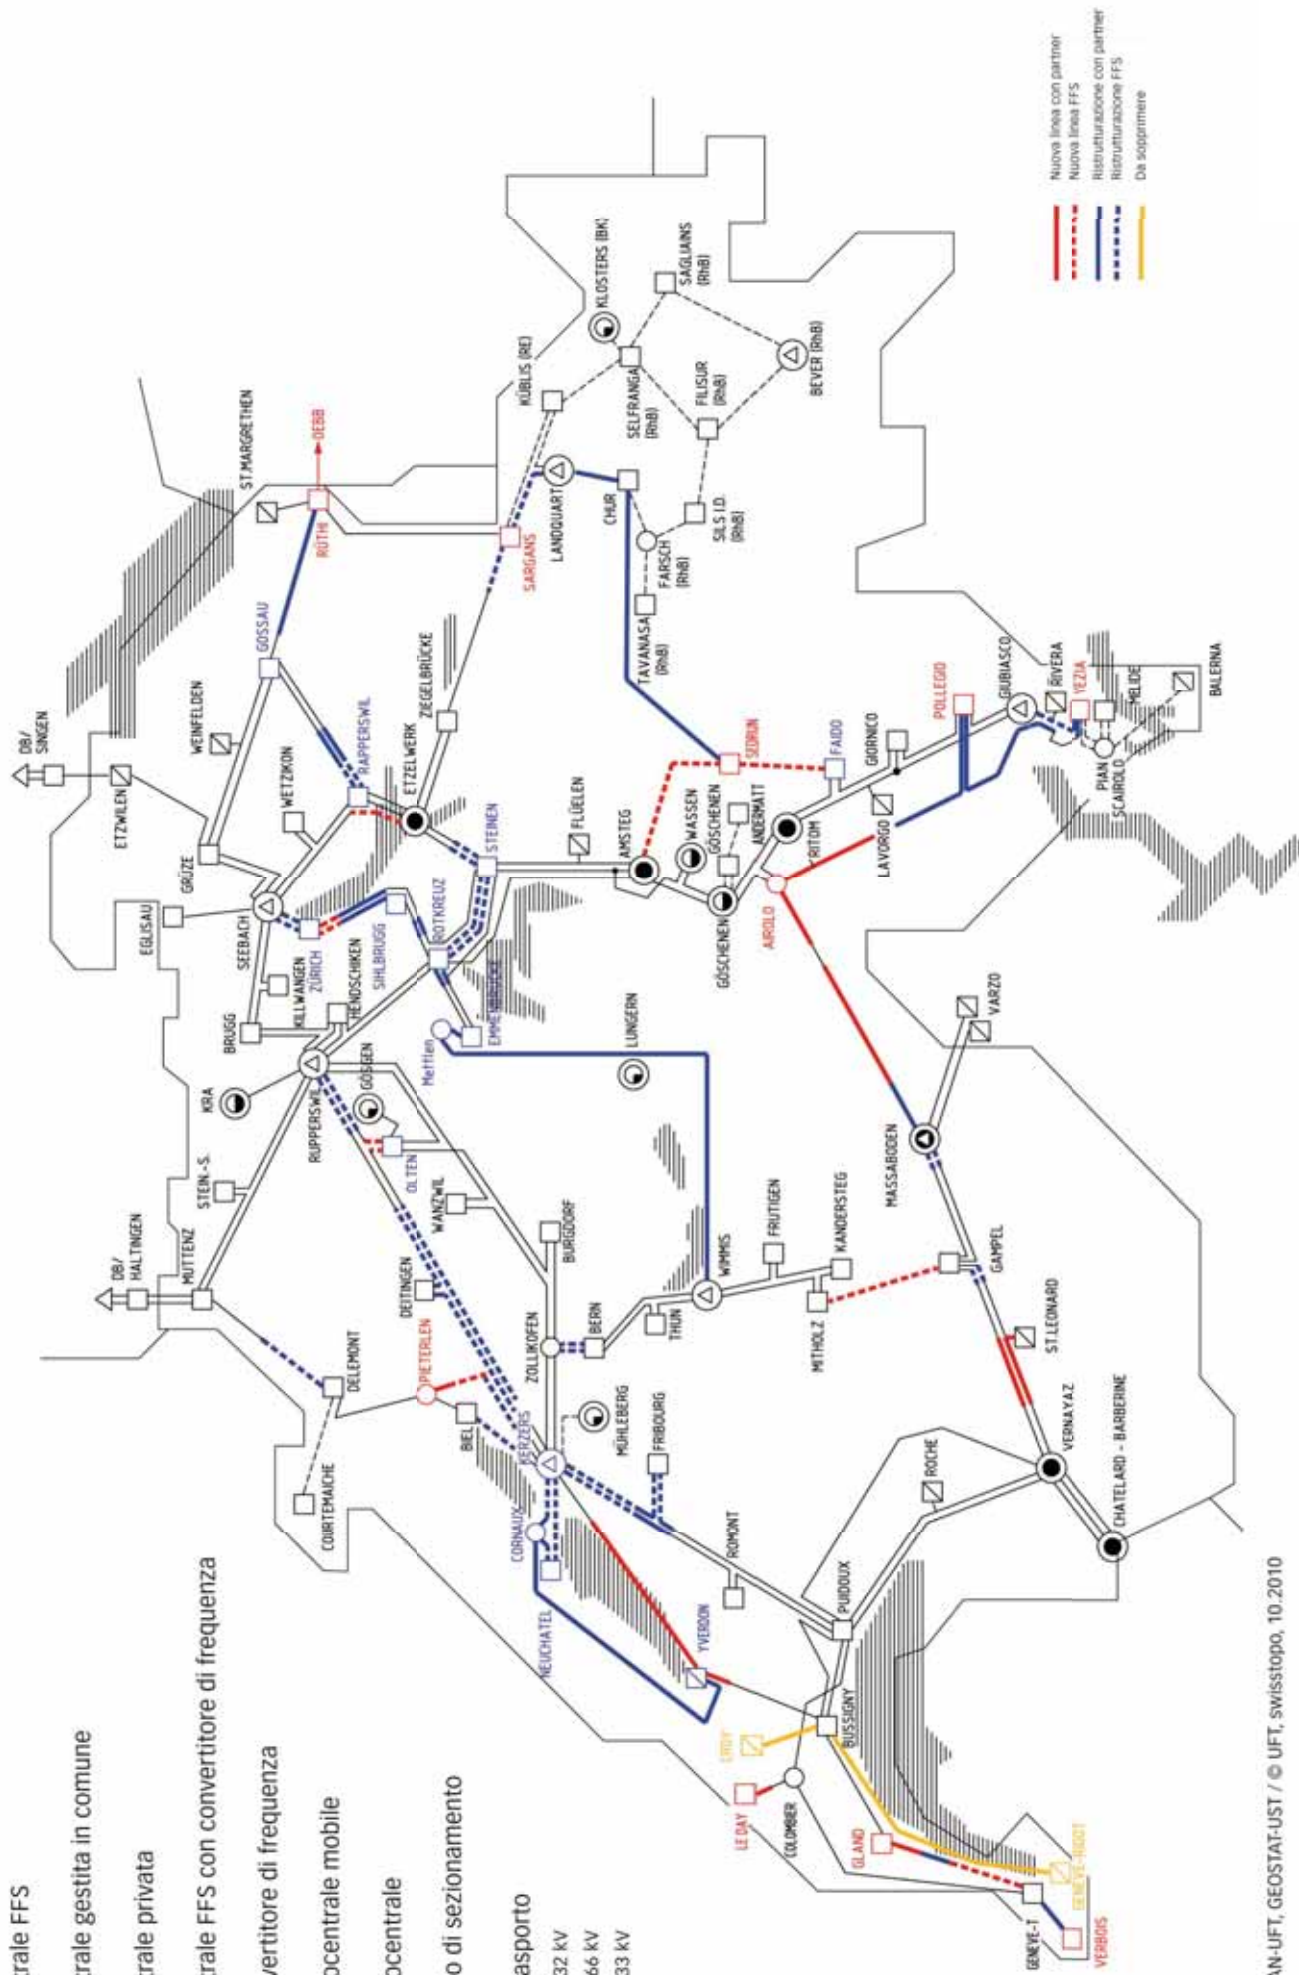 trale FFS
trale gestita in comune
trale privata
trale FFS con convertitore di frequenza
vertitore di frequenza
ocentrale mobile
ocentrale
o di sezionamento
asporto
32 kV
66 kV
33 kV
DB/
SINGEN
ETZWILEN
EGLISAU
GRÜZE
SEEBACH
WEINFELDEN
WETZIKON
GOSSAU
RAPPERSWIL
ETZELWERK
ZIEGELBRÜCKE
ST.MARGRETHEN
RÜTHI
OEBB
SARGANS
LANDQUART
KÜBLIS (RE)
KLOSTERS (BK)
SELFRANGA
(RhB)
SAGLIAINS
(RhB)
FILISUR
(RhB)
BEVER (RhB)
CHUR
SILS I.D.
(RhB)
FARSCH
(RhB)
TAVANASA
(RhB)
DB/
HALTINGEN
MUTTENZ
STEIN.-S.
KRA
BRUGG
KILLWANGEN
ZÜRICH
HENDSCHIKEN
SIHLBRUGG
ROTKREUZ
STEINEN
EMMENBRÜCKE
Mettlen
RUPPERSWIL
GÖSGEN
OLTEN
WANZWIL
BURGDORF
DEITINGEN
ZOLLIKOFEN
BERN
THUN
WIMMIS
LUNGERN
FRUTIGEN
KANDERSTEG
MITHOLZ
FLÜELEN
AMSTEG
WASSEN
GÖSCHENEN
ANDERMATT
GÖSCHENEN
RITOM
AIROLO
SEDRUN
FAIDO
LAVORGO
GIORNICO
POLLEGIO
GIUBIASCO
RIVERA
VEZIA
MELIDE
PIAN
SCAIROLO
BALERNA
DELEMONT
COURTEMAICHE
PIETERLEN
BIEL
KERZERS
MÜHLEBERG
FRIBOURG
CORNAUX
NEUCHATEL
YVERDON
ROMONT
PUIDOUX
ROCHE
BUSSIGNY
LE DAY
COLOMBIER
GLAND
GENEVE-RIGOT
GENEVE-T
VERBOIS
MASSABODEN
VARZO
GAMPEL
ST.LEONARD
VERNAYAZ
CHATELARD - BARBERINE
Nuova linea con partner
Nuova linea FFS
Ristrutturazione con partner
Ristrutturazione FFS
Da sopprimere
AN-UFT, GEOSTAT-UST / © UFT, swisstopo, 10.2010